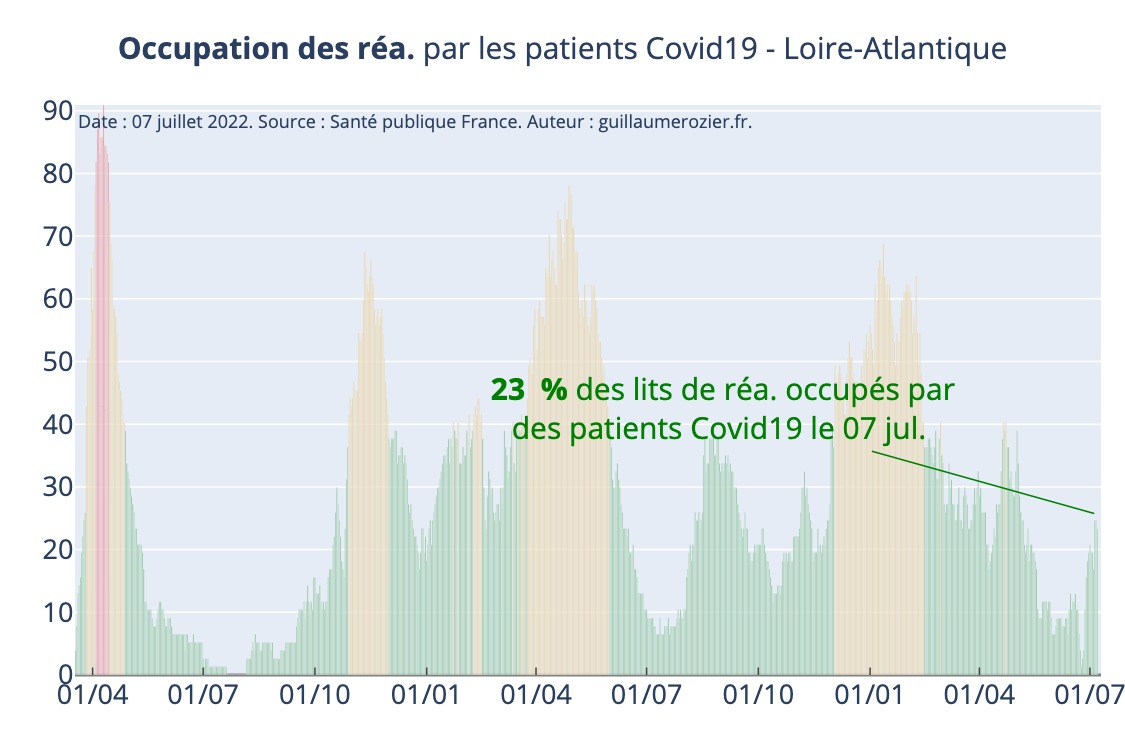 Occupation des réa. par les patients Covid19 - Loire-Atlantique
90
Date : 07 juillet 2022. Source : Santé publique France. Auteur : guillaumerozier.fr.
80
70
60
50
23 % des lits de réa. occupés par
des patients Covid19 le 07 jul.
40
30
20
10
0
01/04 01/07 01/10 01/01 01/04 01/07 01/10 01/01 01/04 01/07